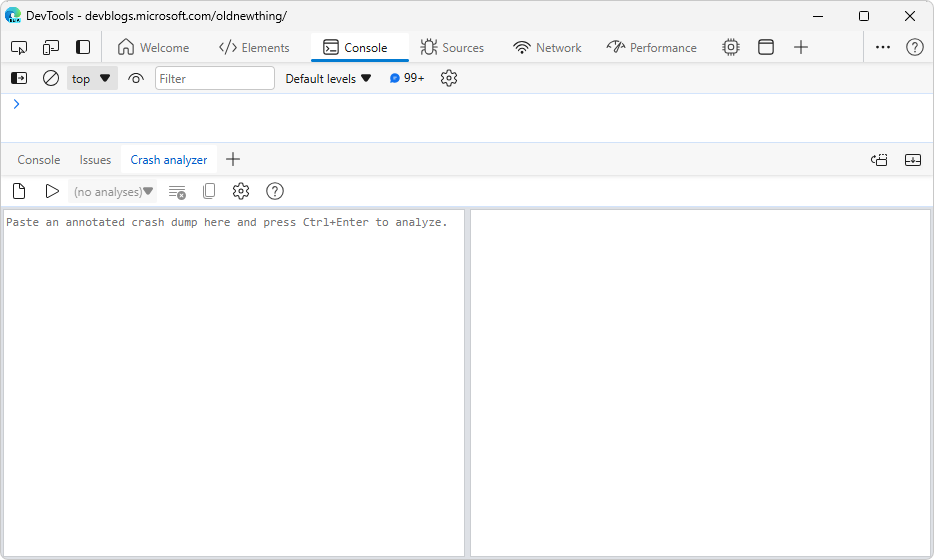 DevTools - devblogs.microsoft.com/oldnewthing/
Welcome Elements Console Sources Network Performance
top Filter Default levels 99+
Console Issues Crash analyzer
(no analyses)
Paste an annotated crash dump here and press Ctrl+Enter to analyze.